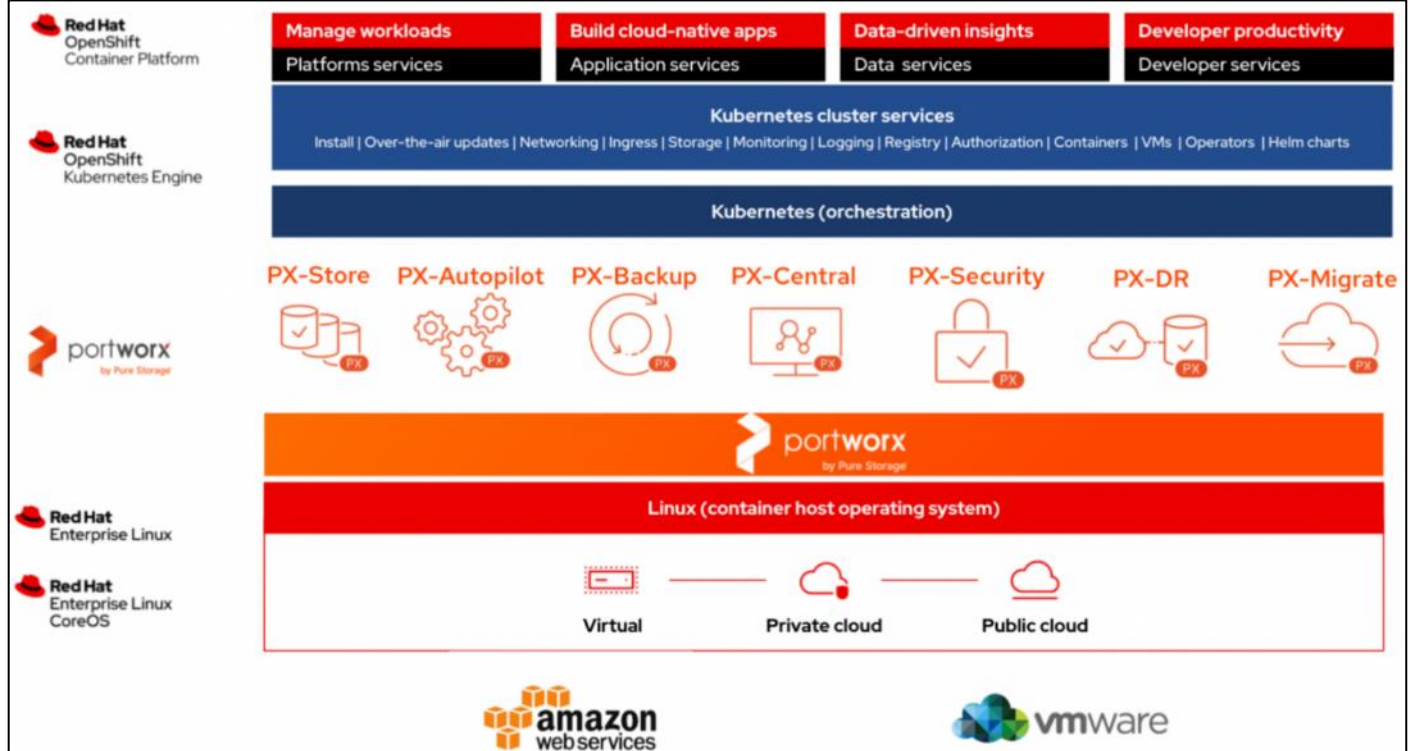 Red Hat
OpenShift
Container Platform
Manage workloads
Platforms services
Build cloud-native apps
Application services
Data-driven insights
Data services
Developer productivity
Developer services
Red Hat
OpenShift
Kubernetes Engine
Kubernetes cluster services
Install | Over-the-air updates | Networking | Ingress | Storage | Monitoring | Logging | Registry | Authorization | Containers | VMs | Operators | Helm charts
Kubernetes (orchestration)
portworx
by Pure Storage
PX-Store
PX
PX-Autopilot
PX
PX-Backup
PX
PX-Central
PX
PX-Security
PX
PX-DR
PX
PX-Migrate
PX
portworx
by Pure Storage
Red Hat
Enterprise Linux
Linux (container host operating system)
Red Hat
Enterprise Linux
CoreOS
Virtual
Private cloud
Public cloud
amazon
webservices
vmware